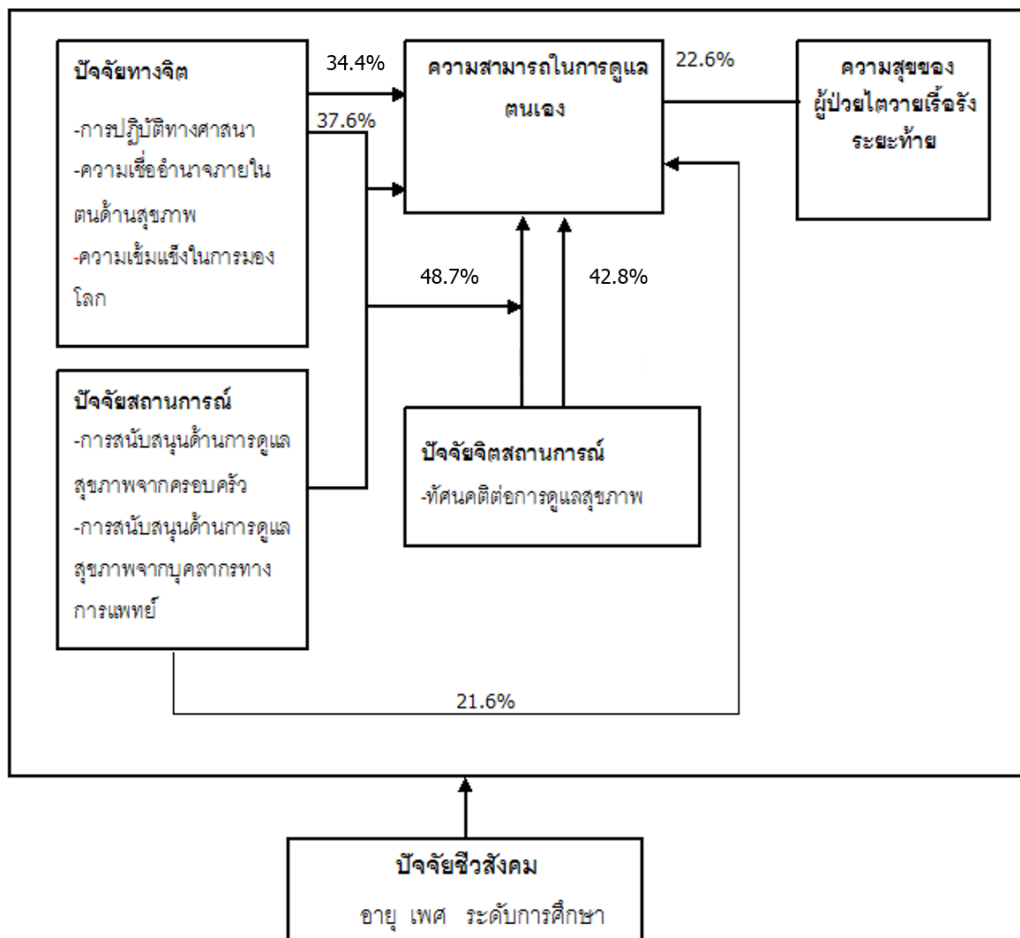 ปัจจัยทางจิต
-การปฏิบัติทางศาสนา
-ความเชื่ออำนาจภายใน
ตนด้านสุขภาพ
-ความเข้มแข็งในการมอง
โลก
34.4%
37.6%
ความสามารถในการดูแล
ตนเอง
22.6%
ความสุขของ
ผู้ป่วยไตวายเรื้อรัง
ระยะท้าย
48.7%
42.8%
ปัจจัยสถานการณ์
-การสนับสนุนด้านการดูแล
สุขภาพจากครอบครัว
-การสนับสนุนด้านการดูแล
สุขภาพจากบุคลากรทาง
การแพทย์
ปัจจัยจิตสถานการณ์
-ทัศนคติต่อการดูแลสุขภาพ
21.6%
ปัจจัยชีวสังคม
อายุ เพศ ระดับการศึกษา